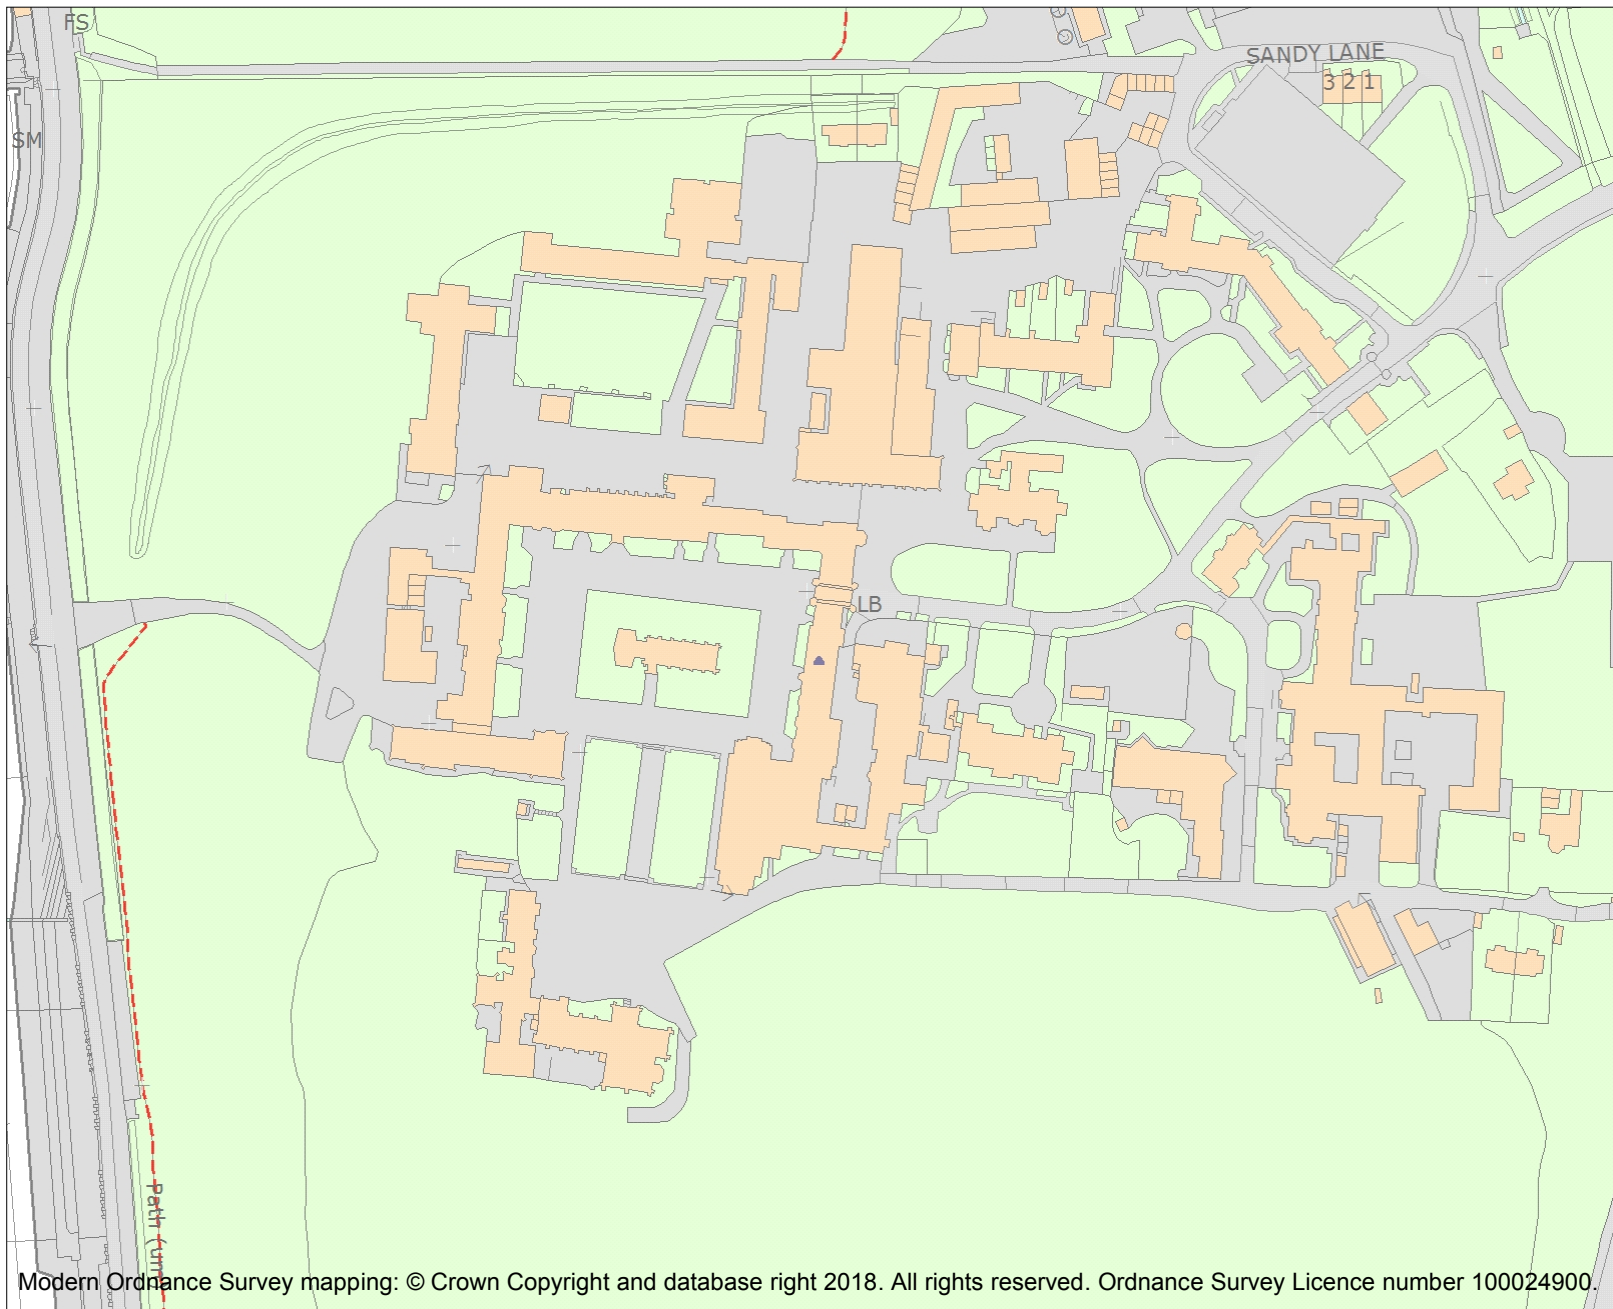 FS
SANDY LANE
3 2 1
SM
LB
Path (um
Modern Ordnance Survey mapping: © Crown Copyright and database right 2018. All rights reserved. Ordnance Survey Licence number 100024900.